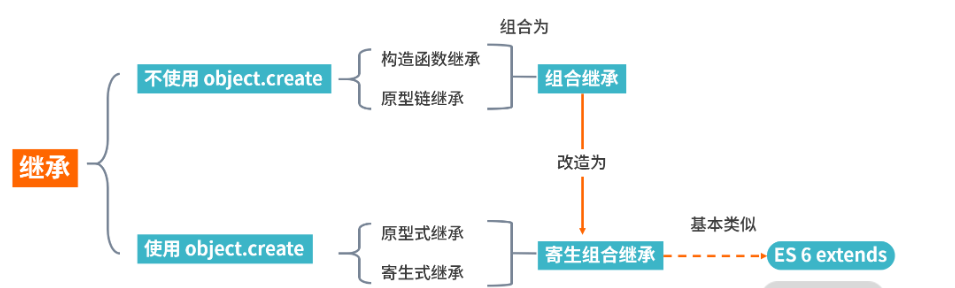 组合为
构造函数继承
不使用 object.create
组合继承
原型链继承
继承
改造为
原型式继承
基本类似
使用 object.create
寄生组合继承
ES 6 extends
寄生式继承